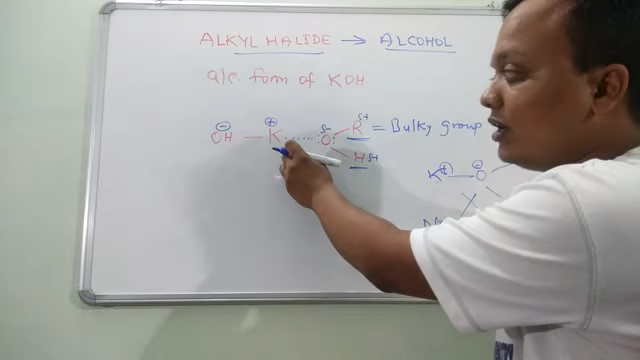 ALKYL HALIDE → ALCOHOL
alc. form of KOH.
⊖ ⊕ δ- δ+
OH — K ...... :O: R = Bulky group
H δ+
⊕ ⊖
K — O